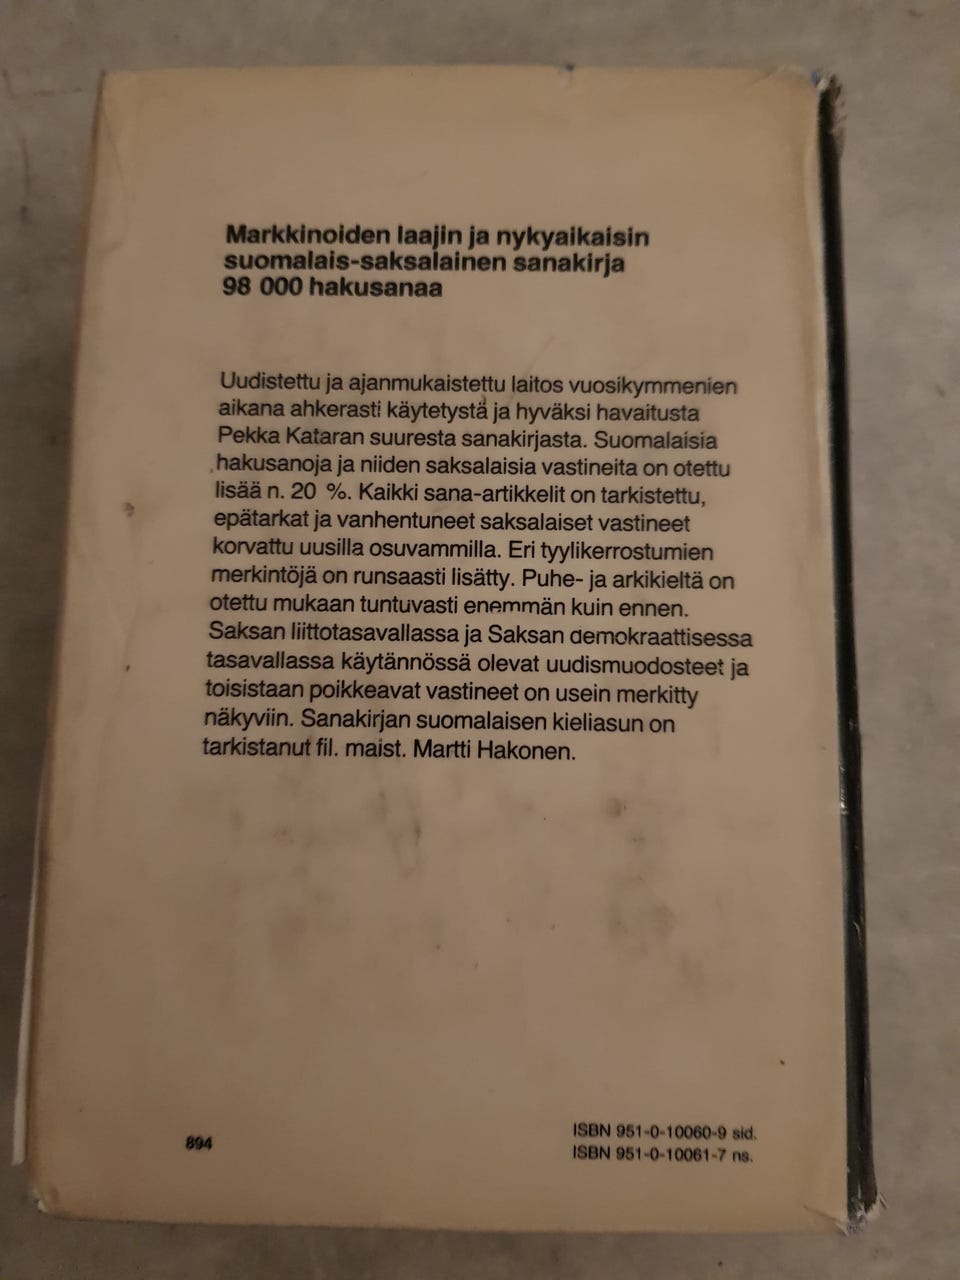 Markkinoiden laajin ja nykyaikaisin
suomalais-saksalainen sanakirja
98 000 hakusanaa
Uudistettu ja ajanmukaistettu laitos vuosikymmenien
aikana ahkerasti käytetystä ja hyväksi havaitusta
Pekka Kataran suuresta sanakirjasta. Suomalaisia
hakusanoja ja niiden saksalaisia vastineita on otettu
lisää n. 20 %. Kaikki sana-artikkelit on tarkistettu,
epätarkat ja vanhentuneet saksalaiset vastineet
korvattu uusilla osuvammilla. Eri tyylikerrostumien
merkintöjä on runsaasti lisätty. Puhe- ja arkikieltä on
otettu mukaan tuntuvasti enemmän kuin ennen.
Saksan liittotasavallassa ja Saksan demokraattisessa
tasavallassa käytännössä olevat uudismuodosteet ja
toisistaan poikkeavat vastineet on usein merkitty
näkyviin. Sanakirjan suomalaisen kieliasun on
tarkistanut fil. maist. Martti Hakonen.
894
ISBN 951-0-10060-9 sid.
ISBN 951-0-10061-7 ns.